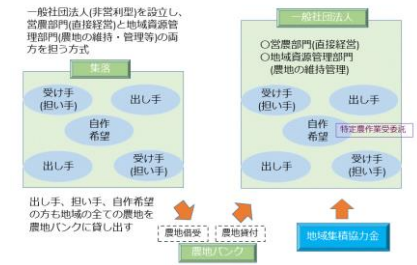 一般社団法人(非営利型)を設立し、
営農部門(直接経営)と地域資源管
理部門(農地の維持・管理等)の両
方を担う方式
集落
受け手
(担い手)
出し手
自作
希望
出し手
受け手
(担い手)
出し手、担い手、自作希望
の方も地域の全ての農地を
農地バンクに貸し出す
一般社団法人
〇営農部門(直接経営)
〇地域資源管理部門
(農地の維持管理)
受け手
(担い手)
出し手
自作
希望
特定農作業受委託
出し手
受け手
(担い手)
農地借受
農地貸付
農地バンク
地域集積協力金